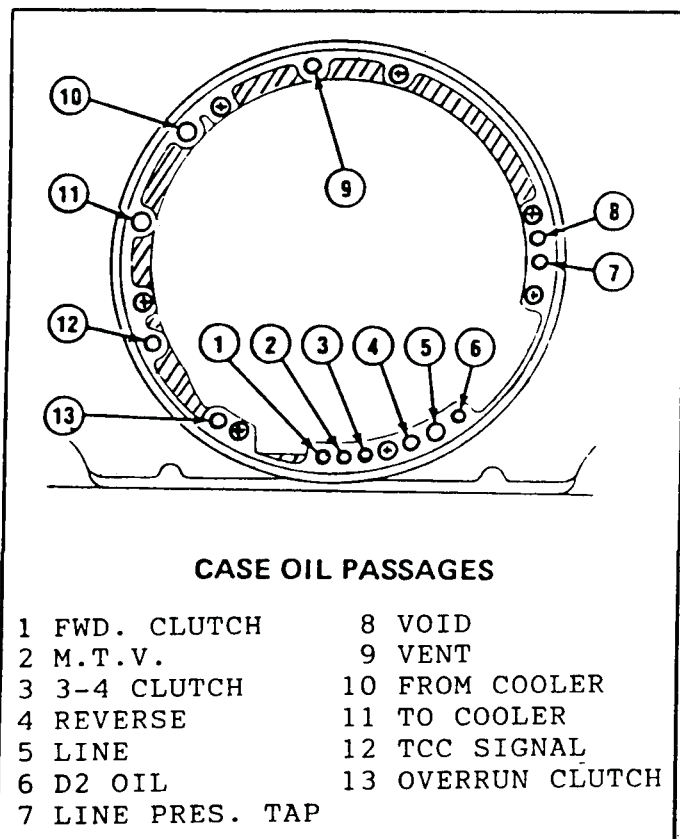 10
9
11
8
7
12
1
2
3
4
5
6
13
CASE OIL PASSAGES
1 FWD. CLUTCH
2 M.T.V.
3 3-4 CLUTCH
4 REVERSE
5 LINE
6 D2 OIL
7 LINE PRES. TAP
8 VOID
9 VENT
10 FROM COOLER
11 TO COOLER
12 TCC SIGNAL
13 OVERRUN CLUTCH